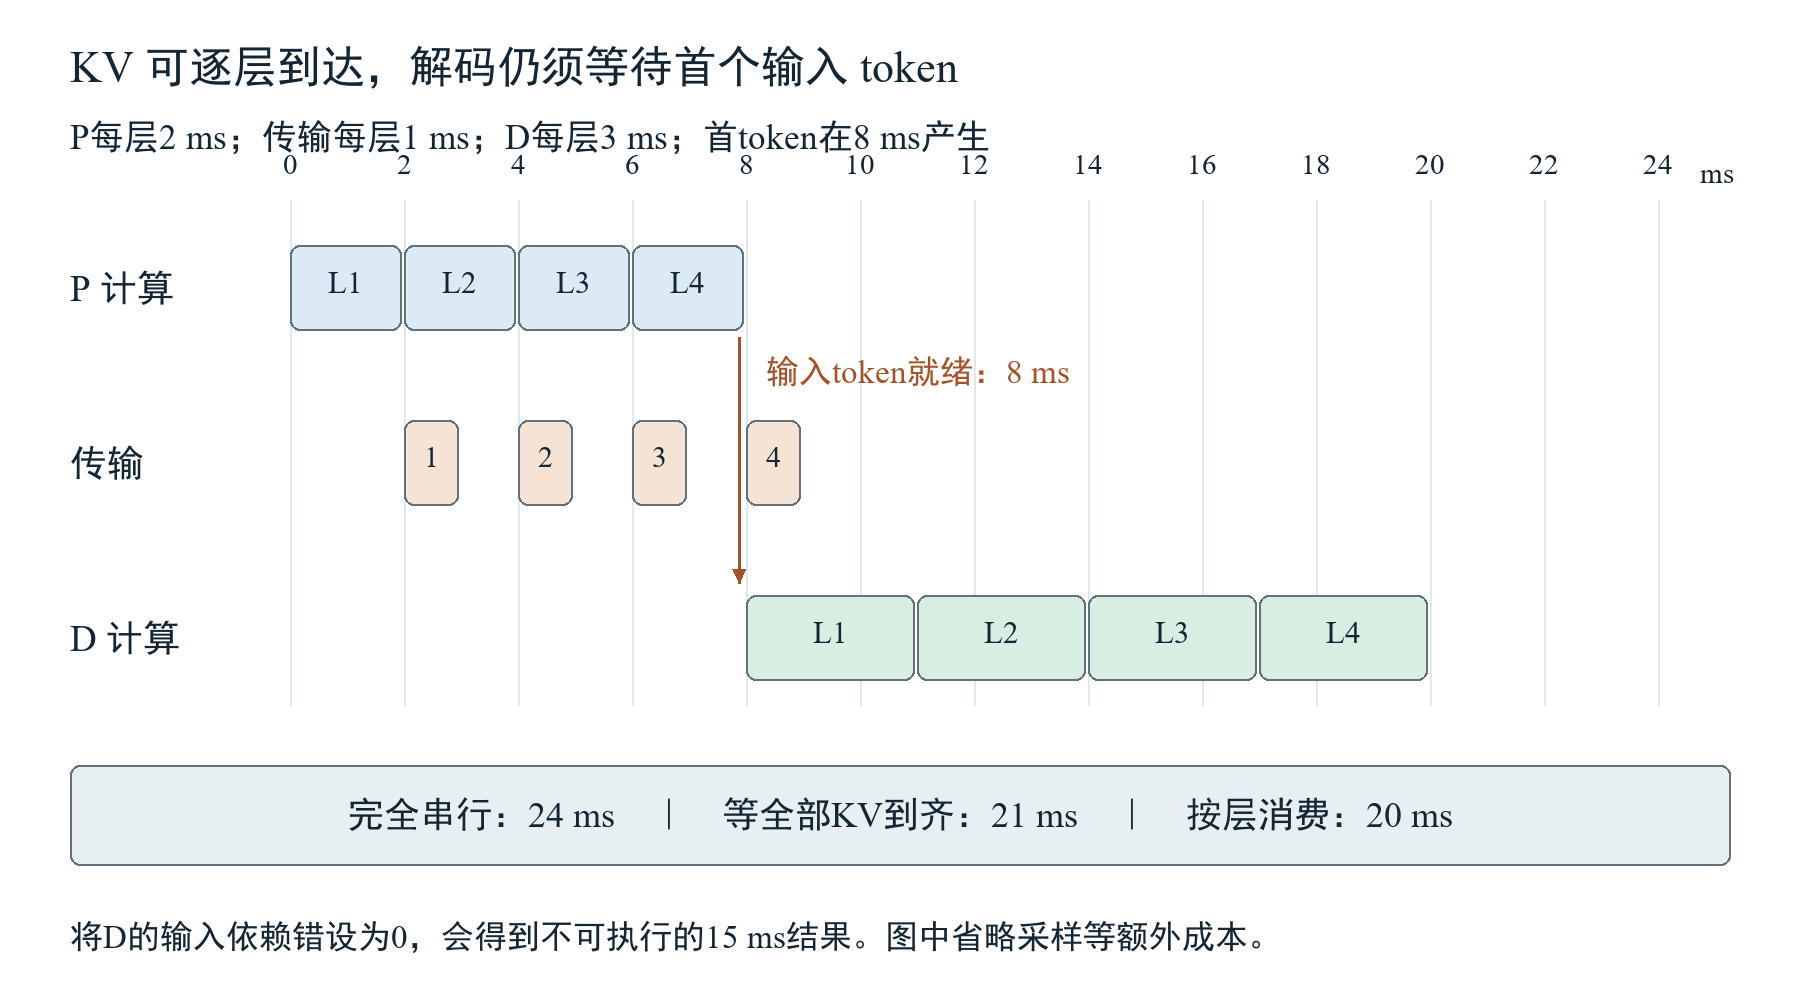 KV 可逐层到达，解码仍须等待首个输入 token
P每层2 ms；传输每层1 ms；D每层3 ms；首token在8 ms产生
0 2 4 6 8 10 12 14 16 18 20 22 24 ms
P 计算 L1 L2 L3 L4
输入token就绪：8 ms
传输 1 2 3 4
D 计算 L1 L2 L3 L4
完全串行：24 ms ｜ 等全部KV到齐：21 ms ｜ 按层消费：20 ms
将D的输入依赖错设为0，会得到不可执行的15 ms结果。图中省略采样等额外成本。